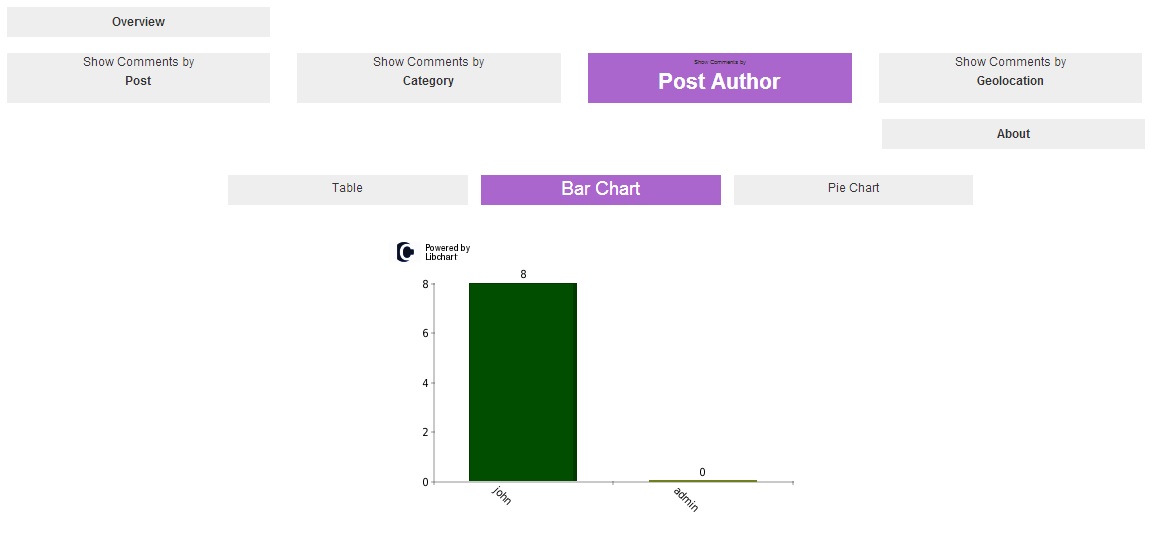 Overview
Show Comments by
Post
Show Comments by
Category
Show Comments by
Post Author
Show Comments by
Geolocation
About
Table
Bar Chart
Pie Chart
Powered by
Libchart
8
8
6
4
2
0
0
john
admin